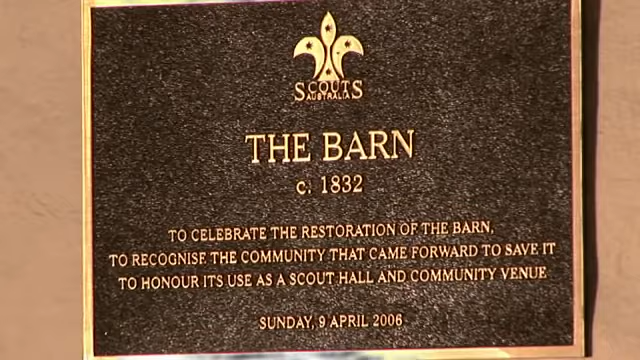 SCOUTS
AUSTRALIA
THE BARN
c. 1832
TO CELEBRATE THE RESTORATION OF THE BARN,
TO RECOGNISE THE COMMUNITY THAT CAME FORWARD TO SAVE IT
TO HONOUR ITS USE AS A SCOUT HALL AND COMMUNITY VENUE
SUNDAY, 9 APRIL 2006